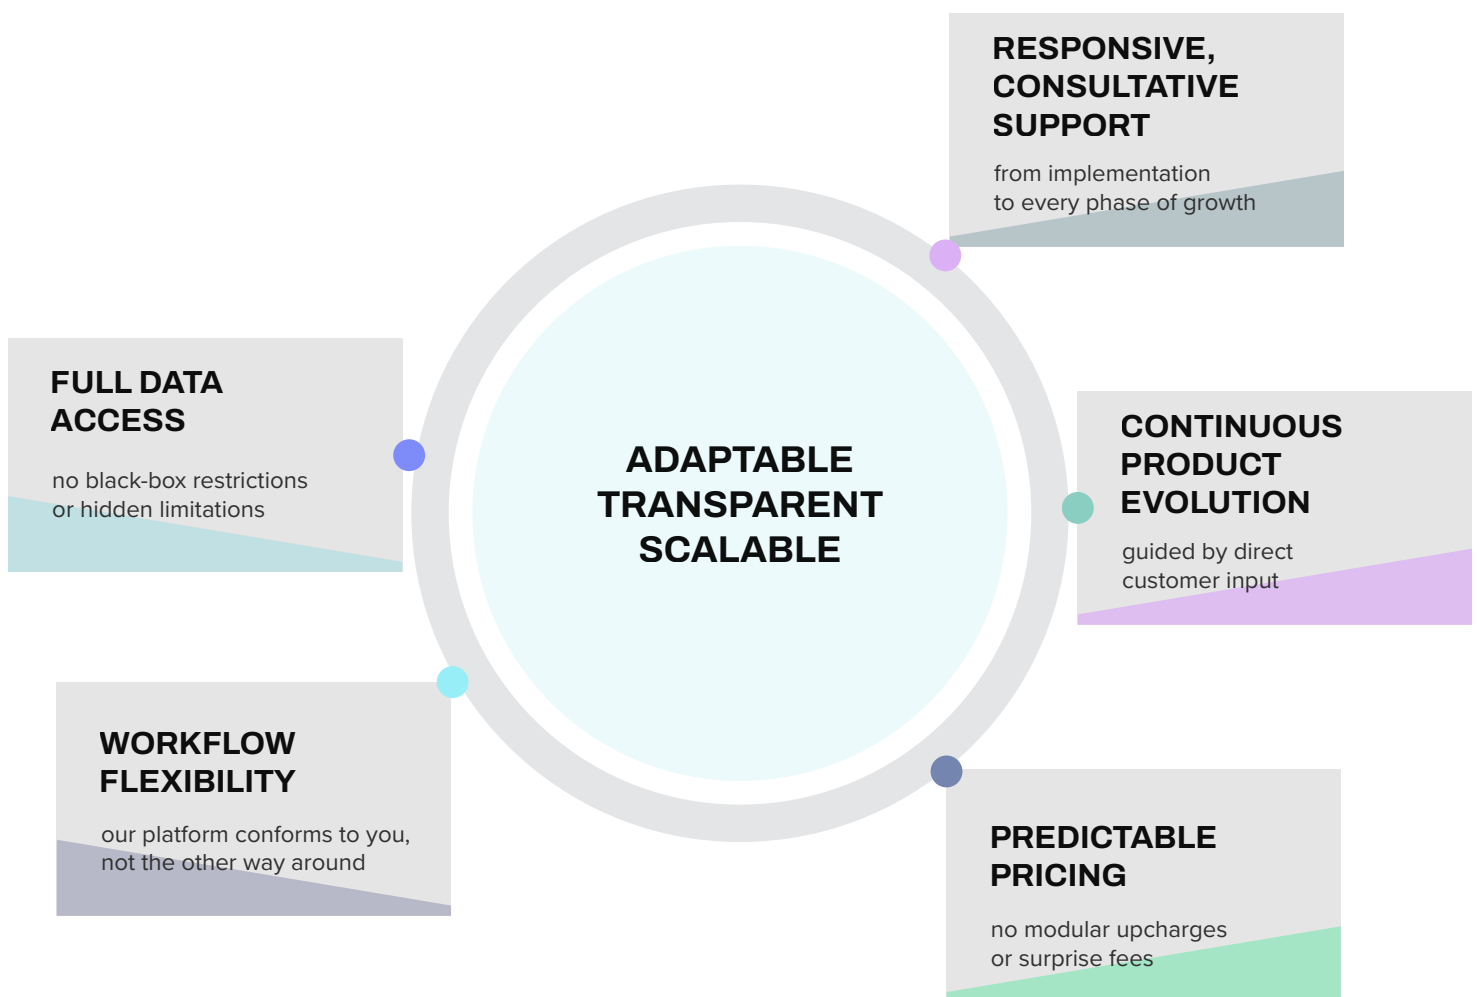 RESPONSIVE,
CONSULTATIVE
SUPPORT
from implementation
to every phase of growth
FULL DATA
ACCESS
no black-box restrictions
or hidden limitations
ADAPTABLE
TRANSPARENT
SCALABLE
CONTINUOUS
PRODUCT
EVOLUTION
guided by direct
customer input
WORKFLOW
FLEXIBILITY
our platform conforms to you,
not the other way around
PREDICTABLE
PRICING
no modular upcharges
or surprise fees